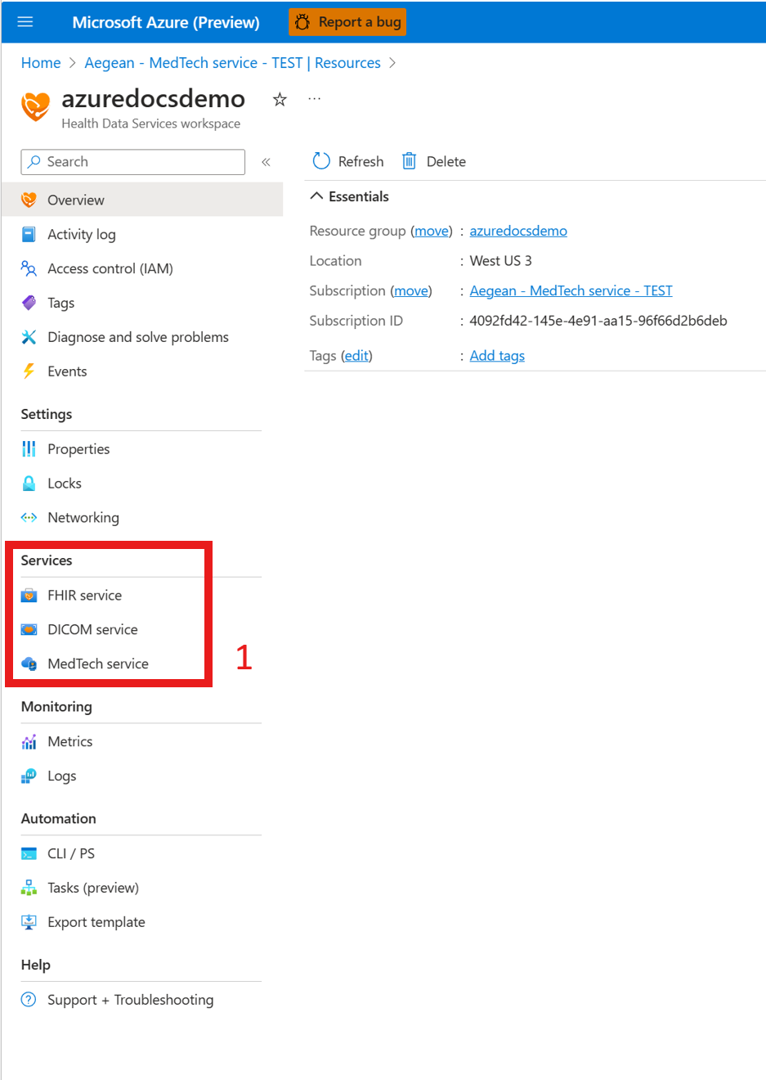 Microsoft Azure (Preview) Report a bug
Home > Aegean - MedTech service - TEST | Resources >
azuredocsdemo ☆ ...
Health Data Services workspace
Search «
Refresh Delete
Overview
Essentials
Activity log
Resource group (move) : azuredocsdemo
Location : West US 3
Access control (IAM)
Subscription (move) : Aegean - MedTech service - TEST
Tags
Subscription ID : 4092fd42-145e-4e91-aa15-96f66d2b6deb
Diagnose and solve problems
Tags (edit) : Add tags
Events
Settings
Properties
Locks
Networking
Services
FHIR service
DICOM service
MedTech service
1
Monitoring
Metrics
Logs
Automation
CLI / PS
Tasks (preview)
Export template
Help
Support + Troubleshooting